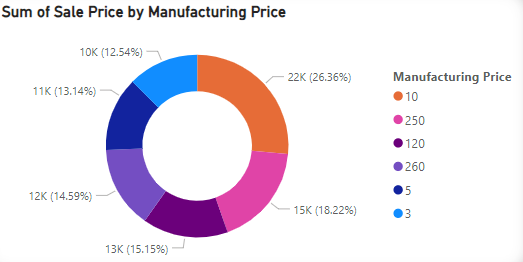 Sum of Sale Price by Manufacturing Price
10K (12.54%)
22K (26.36%)
11K (13.14%)
12K (14.59%)
15K (18.22%)
13K (15.15%)
Manufacturing Price
10
250
120
260
5
3